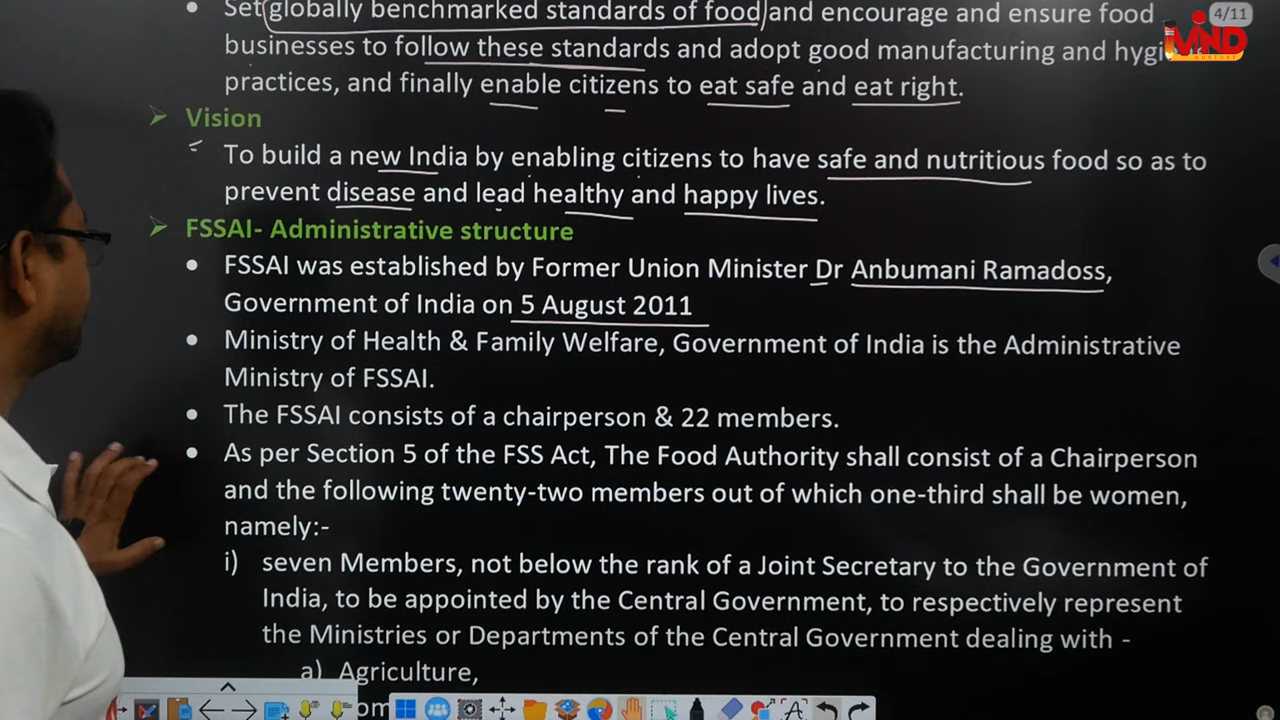 Set globally benchmarked standards of food and encourage and ensure food
businesses to follow these standards and adopt good manufacturing and
practices, and finally enable citizens to eat safe and eat right.
4/11
Vision
To build a new India by enabling citizens to have safe and nutritious food so as to
prevent disease and lead healthy and happy lives.
FSSAI- Administrative structure
FSSAI was established by Former Union Minister Dr Anbumani Ramadoss,
Government of India on 5 August 2011
Ministry of Health & Family Welfare, Government of India is the Administrative
Ministry of FSSAI.
The FSSAI consists of a chairperson & 22 members.
As per Section 5 of the FSS Act, The Food Authority shall consist of a Chairperson
and the following twenty-two members out of which one-third shall be women,
namely:-
i) seven Members, not below the rank of a Joint Secretary to the Government of
India, to be appointed by the Central Government, to respectively represent
the Ministries or Departments of the Central Government dealing with -
a) Agriculture,